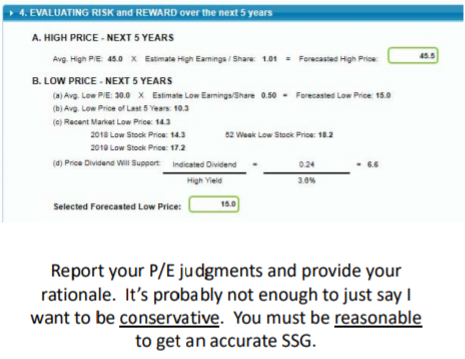 4. EVALUATING RISK and REWARD over the next 5 years
A. HIGH PRICE - NEXT 5 YEARS
Avg. High P/E: 45.0 X Estimate High Earnings / Share: 1.01 = Forecasted High Price: 45.5
B. LOW PRICE - NEXT 5 YEARS
(a) Avg. Low P/E: 30.0 X Estimate Low Earnings/Share 0.50 = Forecasted Low Price: 15.0
(b) Avg. Low Price of Last 5 Years: 10.3
(c) Recent Market Low Price: 14.3
2018 Low Stock Price: 14.3 52 Week Low Stock Price: 18.2
2019 Low Stock Price: 17.2
(d) Price Dividend Will Support: Indicated Dividend = 0.24 = 6.6
High Yield 3.6%
Selected Forecasted Low Price: 15.0
Report your P/E judgments and provide your
rationale. It's probably not enough to just say I
want to be conservative. You must be reasonable
to get an accurate SSG.